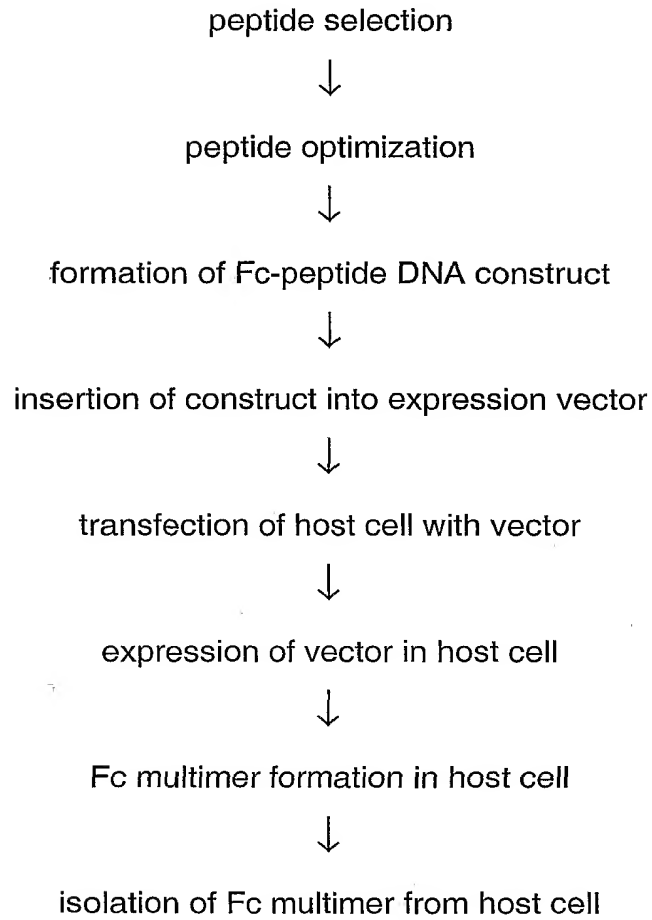 peptide selection
↓
peptide optimization
↓
formation of Fc-peptide DNA construct
↓
insertion of construct into expression vector
↓
transfection of host cell with vector
↓
expression of vector in host cell
↓
Fc multimer formation in host cell
↓
isolation of Fc multimer from host cell